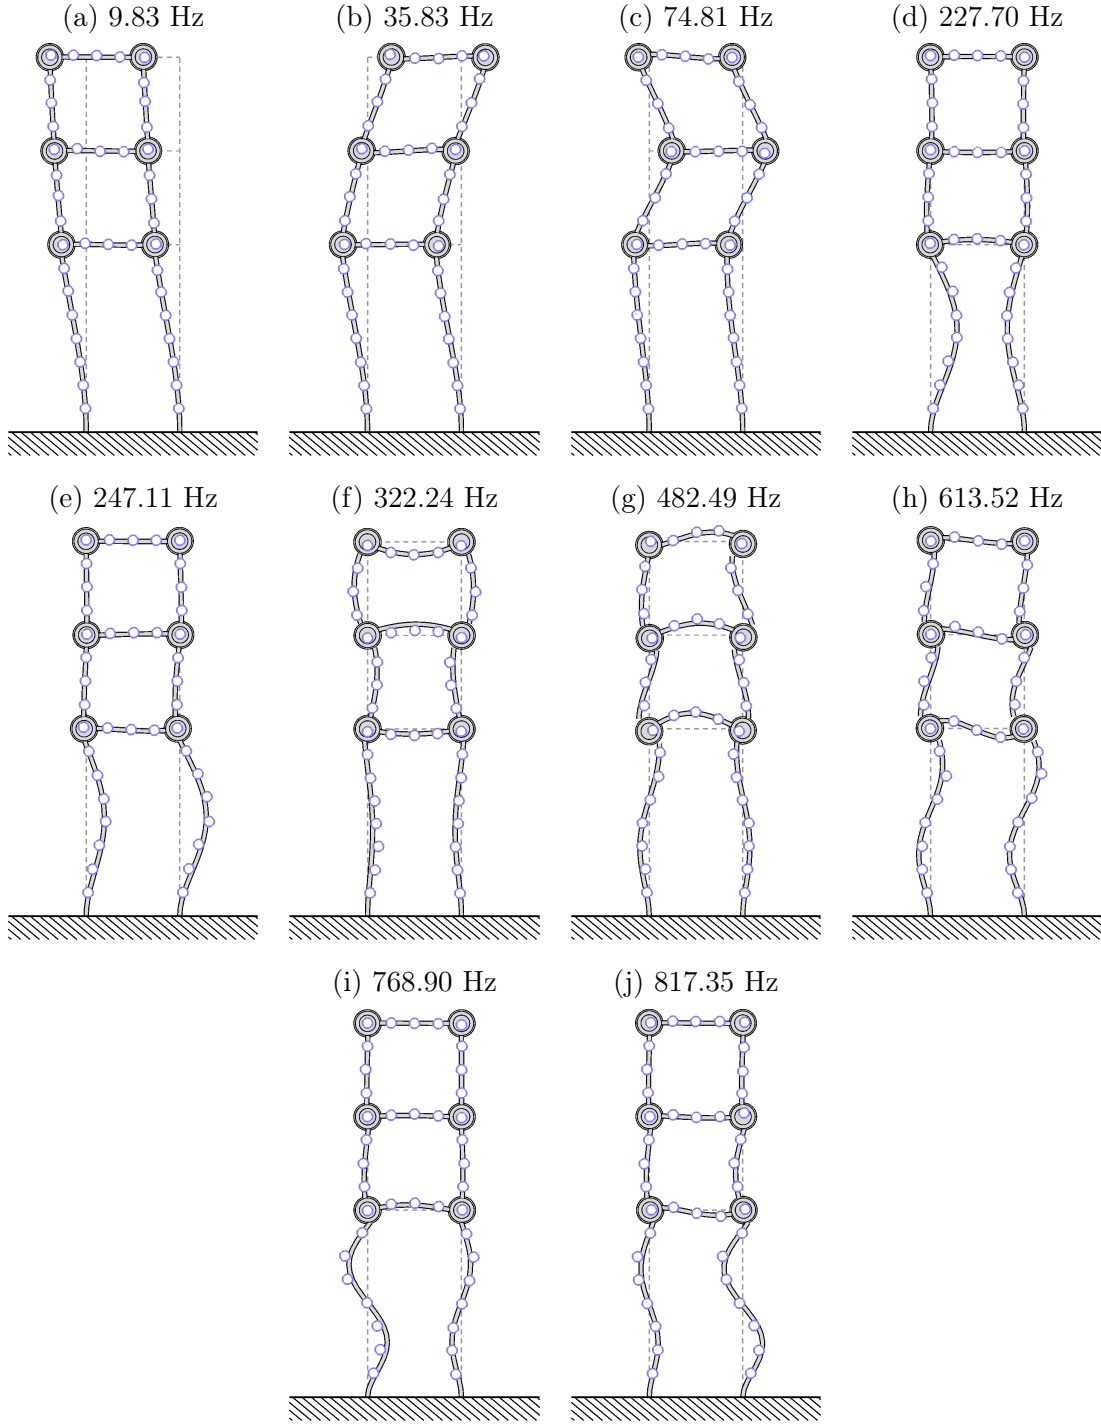 (a) 9.83 Hz
(b) 35.83 Hz
(c) 74.81 Hz
(d) 227.70 Hz
(e) 247.11 Hz
(f) 322.24 Hz
(g) 482.49 Hz
(h) 613.52 Hz
(i) 768.90 Hz
(j) 817.35 Hz